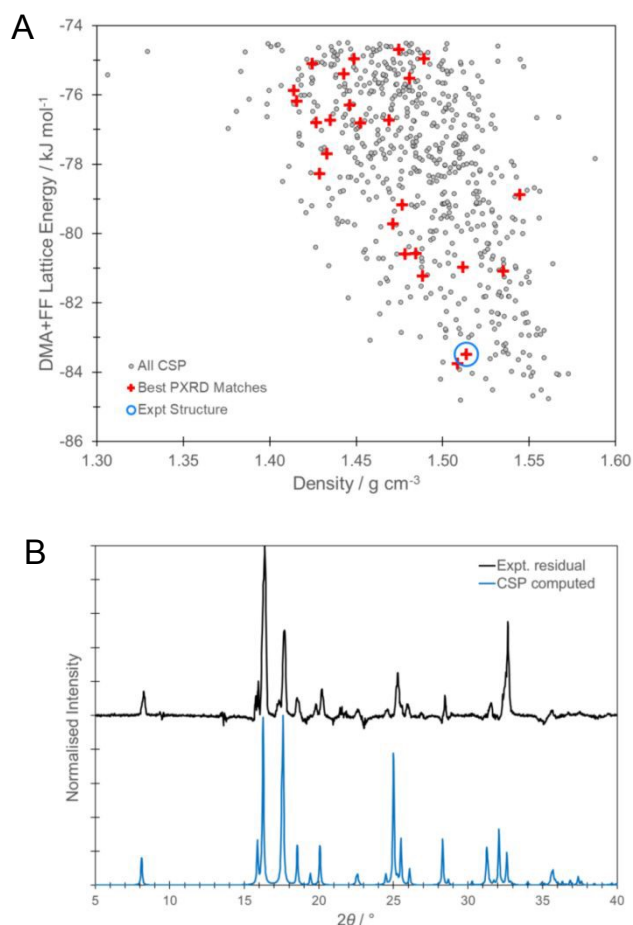 A
-74
-76
-78
-80
-82
-84
-86
DMA+FF Lattice Energy / kJ mol⁻¹
All CSP
Best PXRD Matches
Expt Structure
1.30 1.35 1.40 1.45 1.50 1.55 1.60
Density / g cm⁻³
B
Expt. residual
CSP computed
Normalised Intensity
5 10 15 20 25 30 35 40
2θ / °